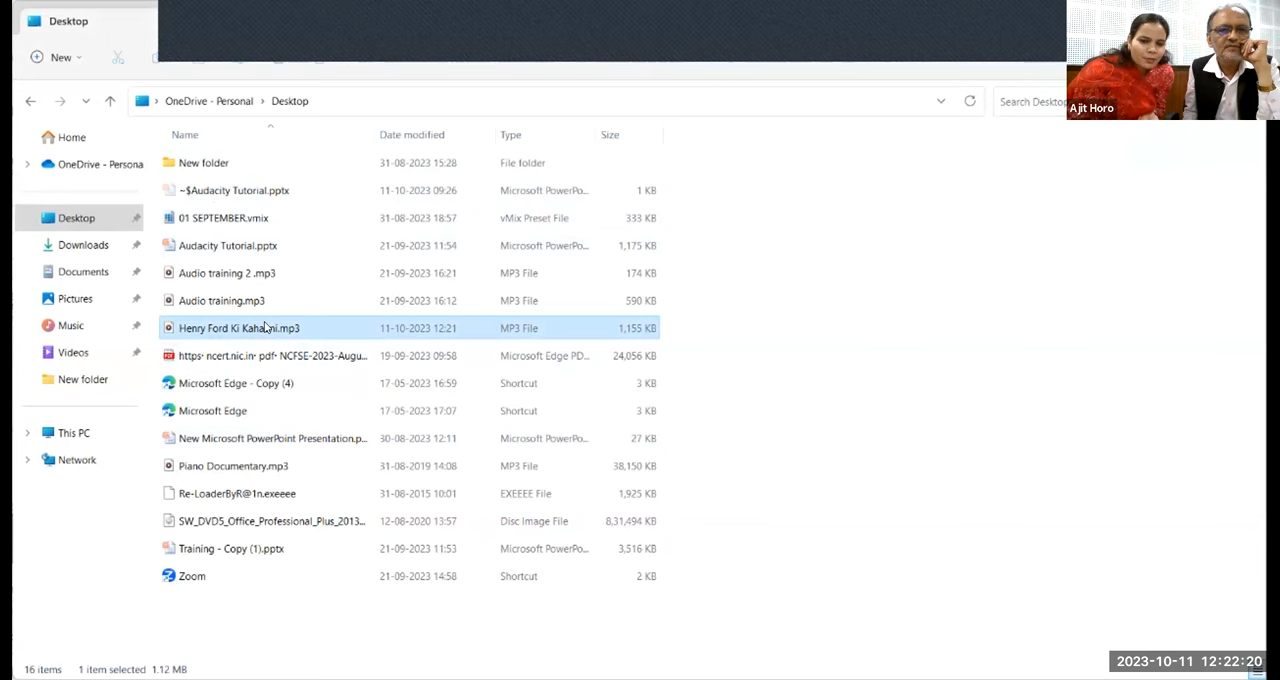 Desktop
New
OneDrive - Personal > Desktop
Search Desktop
Ajit Horo
Home
OneDrive - Persona
Desktop
Downloads
Documents
Pictures
Music
Videos
New folder
This PC
Network
Name Date modified Type Size
New folder 31-08-2023 15:28 File folder
~$Audacity Tutorial.pptx 11-10-2023 09:26 Microsoft PowerPo... 1 KB
01 SEPTEMBER.vmix 31-08-2023 18:57 vMix Preset File 333 KB
Audacity Tutorial.pptx 21-09-2023 11:54 Microsoft PowerPo... 1,175 KB
Audio training 2 .mp3 21-09-2023 16:21 MP3 File 174 KB
Audio training.mp3 21-09-2023 16:12 MP3 File 590 KB
Henry Ford Ki Kahani.mp3 11-10-2023 12:21 MP3 File 1,155 KB
https• ncert.nic.in• pdf• NCFSE-2023-Augu... 19-09-2023 09:58 Microsoft Edge PD... 24,056 KB
Microsoft Edge - Copy (4) 17-05-2023 16:59 Shortcut 3 KB
Microsoft Edge 17-05-2023 17:07 Shortcut 3 KB
New Microsoft PowerPoint Presentation.p... 30-08-2023 12:11 Microsoft PowerPo... 27 KB
Piano Documentary.mp3 31-08-2019 14:08 MP3 File 38,150 KB
Re-LoaderByR@1n.exeeee 31-08-2015 10:01 EXEEEE File 1,925 KB
SW_DVD5_Office_Professional_Plus_2013... 12-08-2020 13:57 Disc Image File 8,31,494 KB
Training - Copy (1).pptx 21-09-2023 11:53 Microsoft PowerPo... 3,516 KB
Zoom 21-09-2023 14:58 Shortcut 2 KB
16 items 1 item selected 1.12 MB
2023-10-11 12:22:20